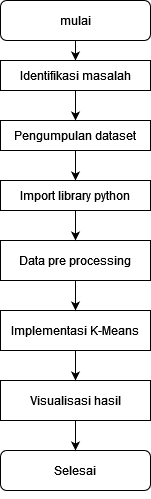 mulai
Identifikasi masalah
Pengumpulan dataset
Import library python
Data pre processing
Implementasi K-Means
Visualisasi hasil
Selesai